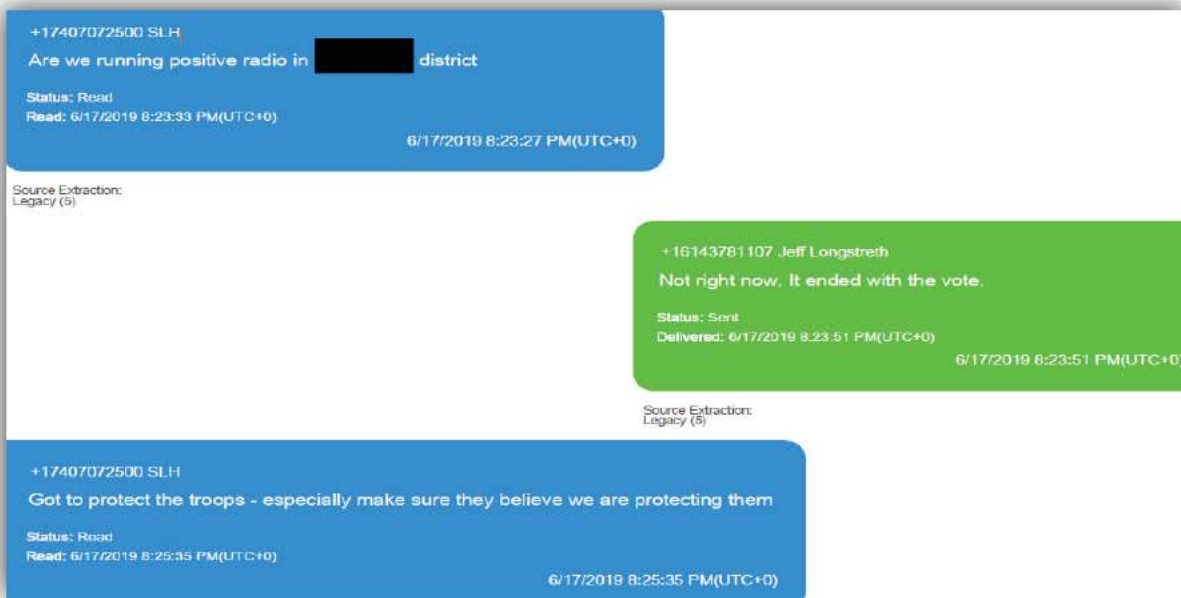 +17407072500 SLH
Are we running positive radio in district
Status: Read
Read: 6/17/2019 8:23:33 PM(UTC+0)
6/17/2019 8:23:27 PM(UTC+0)
Source Extraction:
Legacy (5)
+16143781107 Jeff Longstreth
Not right now. It ended with the vote.
Status: Sent
Delivered: 6/17/2019 8:23:51 PM(UTC+0)
6/17/2019 8:23:51 PM(UTC+0)
Source Extraction:
Legacy (5)
+17407072500 SLH
Got to protect the troops - especially make sure they believe we are protecting them
Status: Read
Read: 6/17/2019 8:25:35 PM(UTC+0)
6/17/2019 8:25:35 PM(UTC+0)